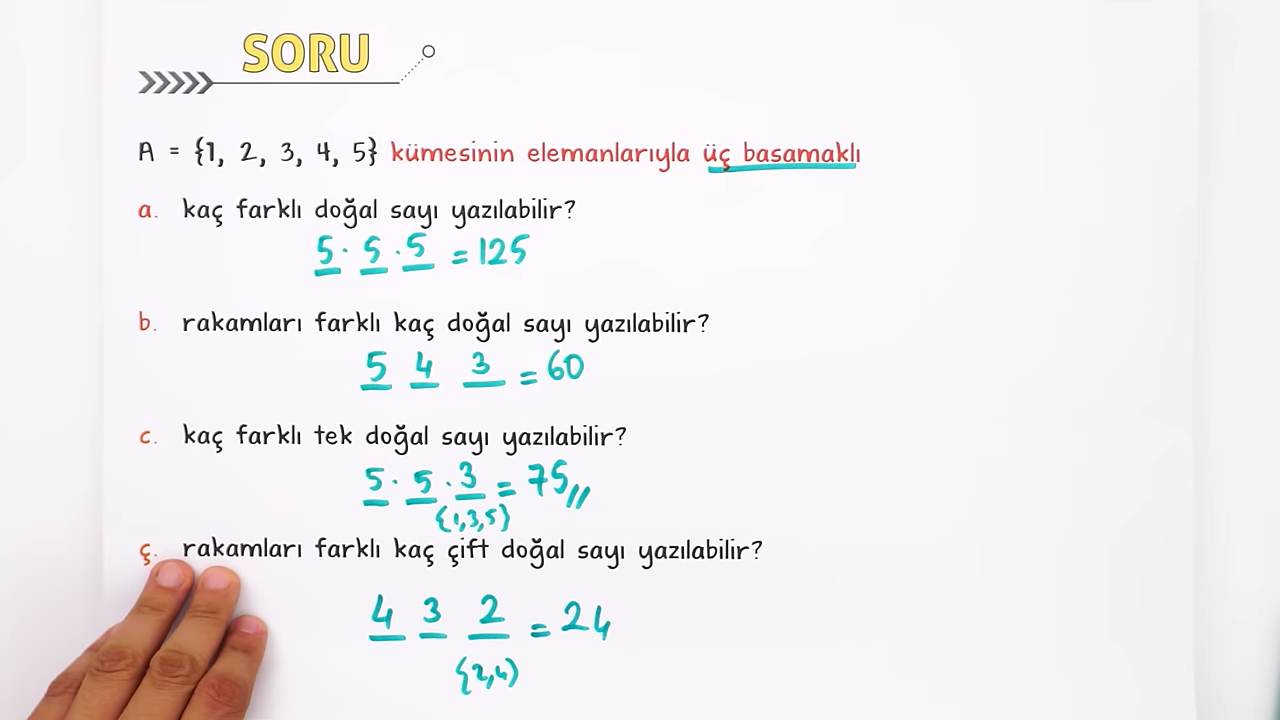 SORU
A = {1, 2, 3, 4, 5} kümesinin elemanlarıyla üç basamaklı
a. kaç farklı doğal sayı yazılabilir?
5 · 5 · 5 = 125
b. rakamları farklı kaç doğal sayı yazılabilir?
5 4 3 = 60
c. kaç farklı tek doğal sayı yazılabilir?
5 · 5 · 3 = 75//
{1,3,5}
ç. rakamları farklı kaç çift doğal sayı yazılabilir?
4 3 2 = 24
{2,4}